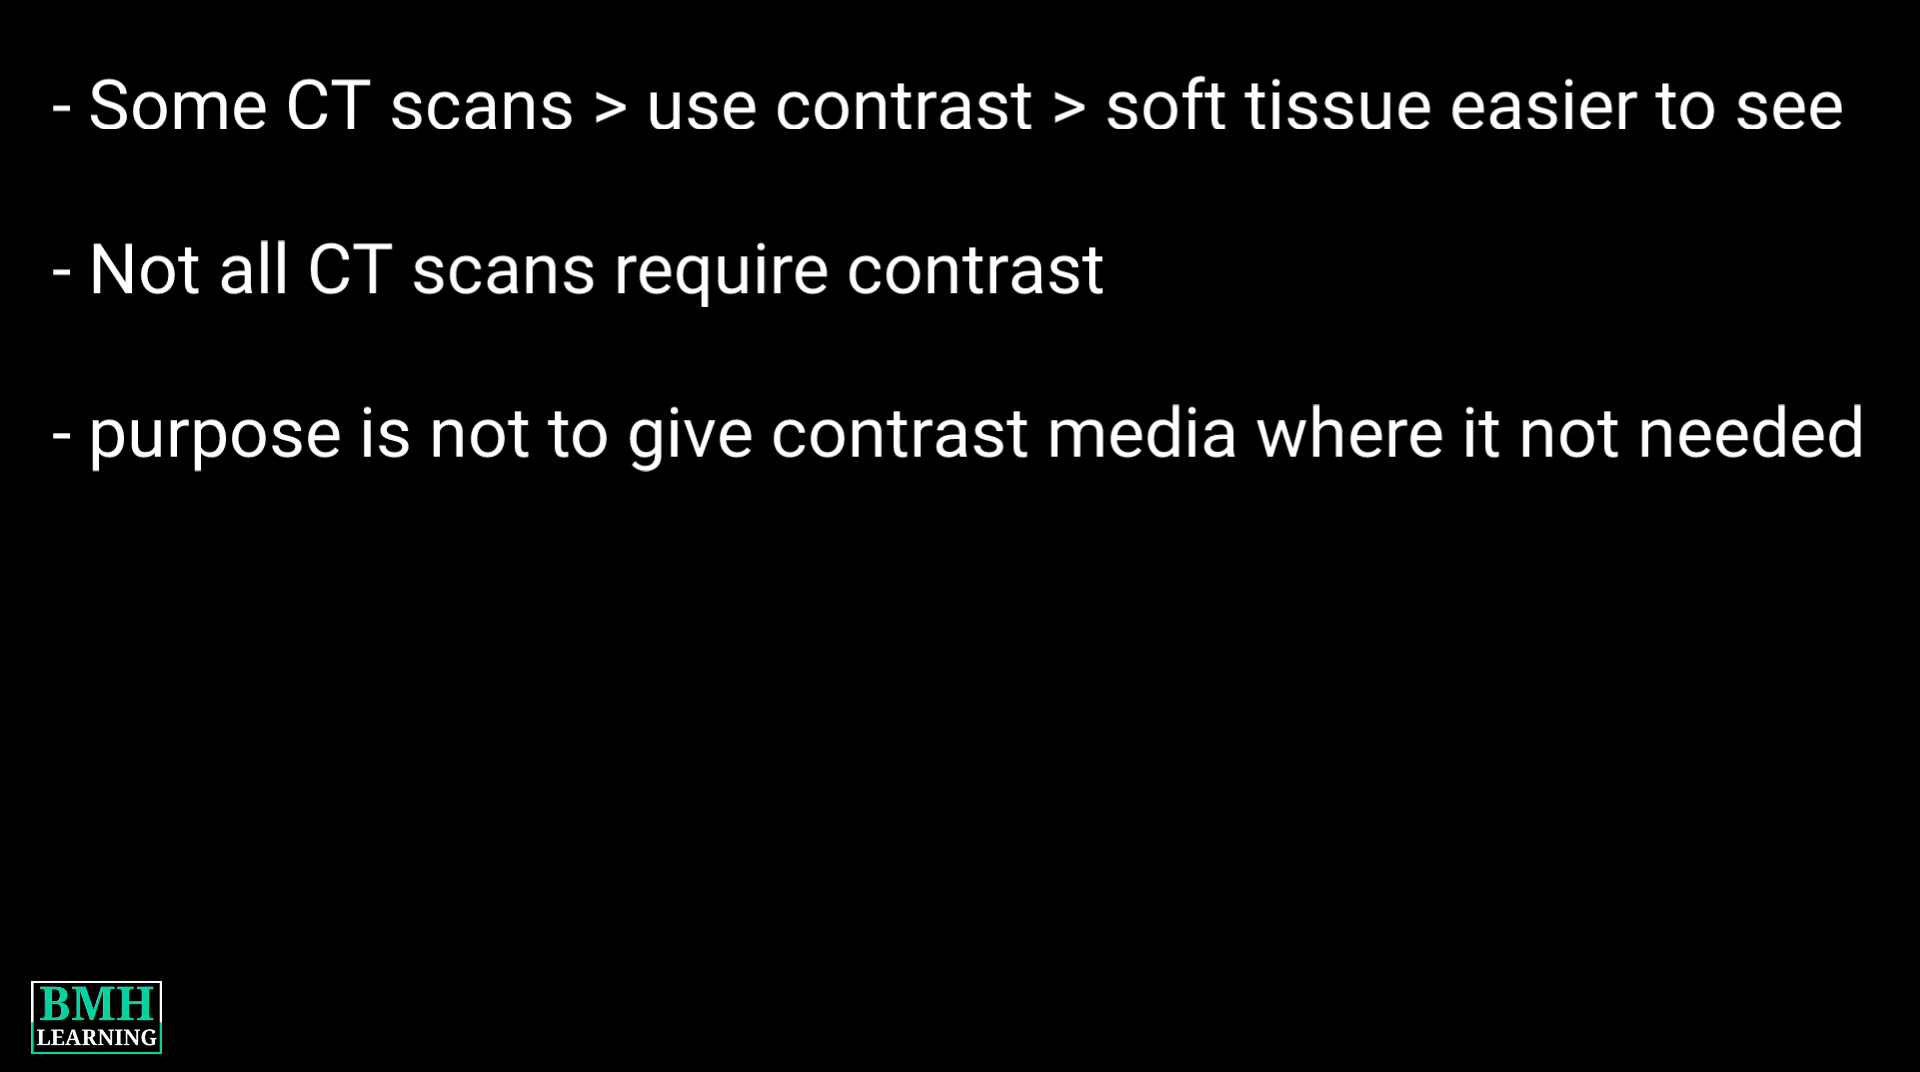 - Some CT scans > use contrast > soft tissue easier to see
- Not all CT scans require contrast
- purpose is not to give contrast media where it not needed
BMH
LEARNING